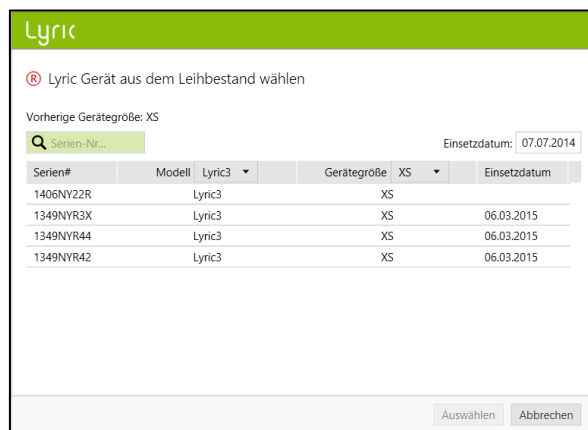 Lyric
® Lyric Gerät aus dem Leihbestand wählen
Vorherige Gerätegröße: XS
Serien-Nr...
Einsetzdatum: 07.07.2014
Serien# Modell Lyric3 Gerätegröße XS Einsetzdatum
1406NY22R Lyric3 XS
1349NYR3X Lyric3 XS 06.03.2015
1349NYR44 Lyric3 XS 06.03.2015
1349NYR42 Lyric3 XS 06.03.2015
Auswählen Abbrechen